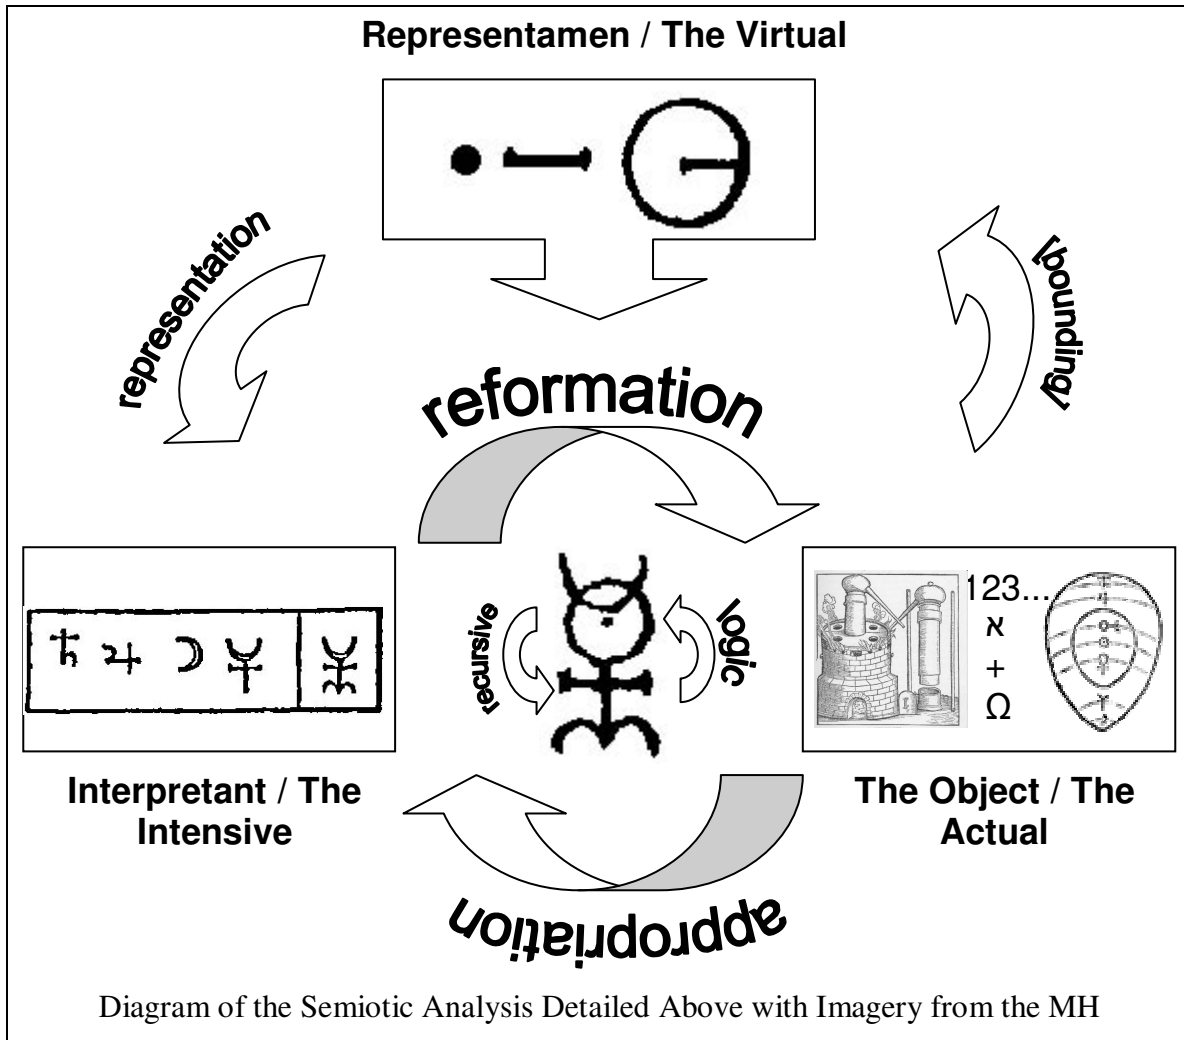 Representamen / The Virtual
representation
[bounding]
reformation
recursive
logic
123...
א
+
Ω
Interpretant / The
Intensive
The Object / The
Actual
appropriation
Diagram of the Semiotic Analysis Detailed Above with Imagery from the MH